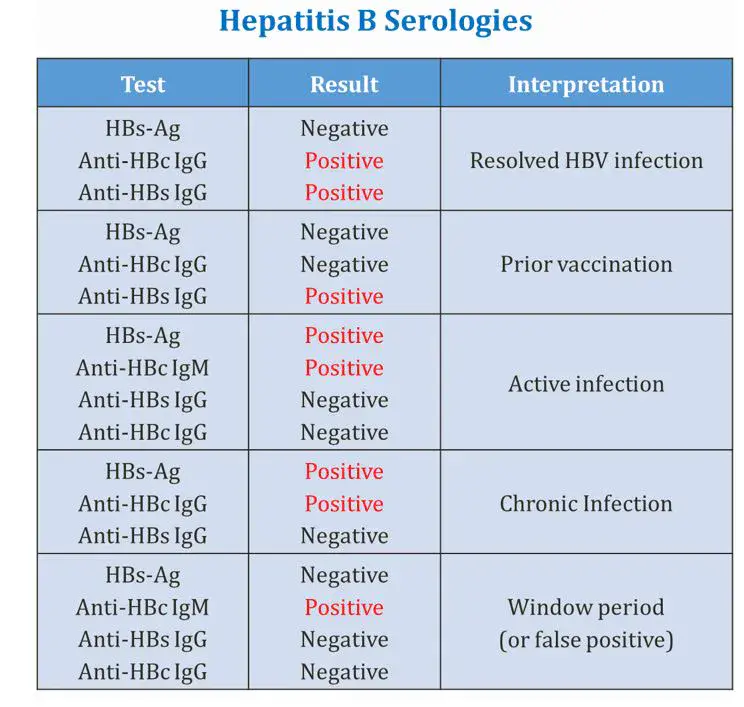 Hepatitis B Serologies
Test Result Interpretation
HBs-Ag Negative
Anti-HBc IgG Positive Resolved HBV infection
Anti-HBs IgG Positive
HBs-Ag Negative
Anti-HBc IgG Negative Prior vaccination
Anti-HBs IgG Positive
HBs-Ag Positive
Anti-HBc IgM Positive
Active infection
Anti-HBs IgG Negative
Anti-HBc IgG Negative
HBs-Ag Positive
Anti-HBc IgG Positive Chronic Infection
Anti-HBs IgG Negative
HBs-Ag Negative
Anti-HBc IgM Positive Window period
Anti-HBs IgG Negative (or false positive)
Anti-HBc IgG Negative